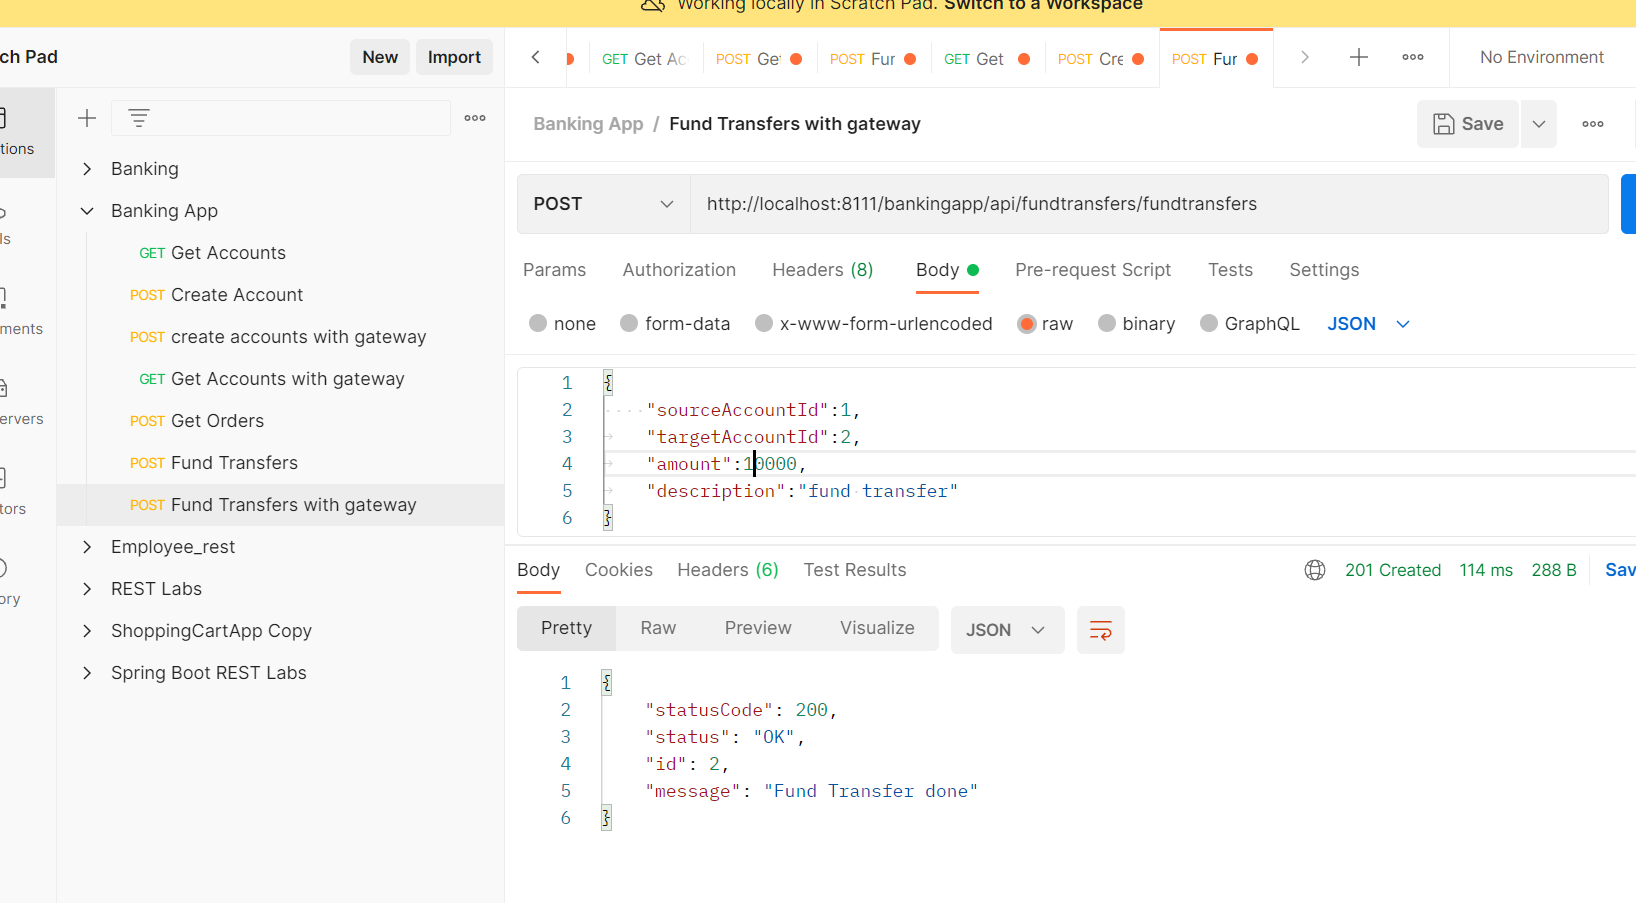 Working locally in Scratch Pad. Switch to a Workspace
ch Pad
New
Import
GET Get Ac
POST Ge
POST Fur
GET Get
POST Cre
POST Fur
No Environment
tions
ls
ments
ervers
tors
ory
Banking
Banking App
GET Get Accounts
POST Create Account
POST create accounts with gateway
GET Get Accounts with gateway
POST Get Orders
POST Fund Transfers
POST Fund Transfers with gateway
Employee_rest
REST Labs
ShoppingCartApp Copy
Spring Boot REST Labs
Banking App / Fund Transfers with gateway
Save
POST
http://localhost:8111/bankingapp/api/fundtransfers/fundtransfers
Params Authorization Headers (8) Body Pre-request Script Tests Settings
none form-data x-www-form-urlencoded raw binary GraphQL JSON
1 {
2 "sourceAccountId":1,
3 "targetAccountId":2,
4 "amount":10000,
5 "description":"fund transfer"
6 }
Body Cookies Headers (6) Test Results
201 Created 114 ms 288 B Sav
Pretty Raw Preview Visualize JSON
1 {
2 "statusCode": 200,
3 "status": "OK",
4 "id": 2,
5 "message": "Fund Transfer done"
6 }